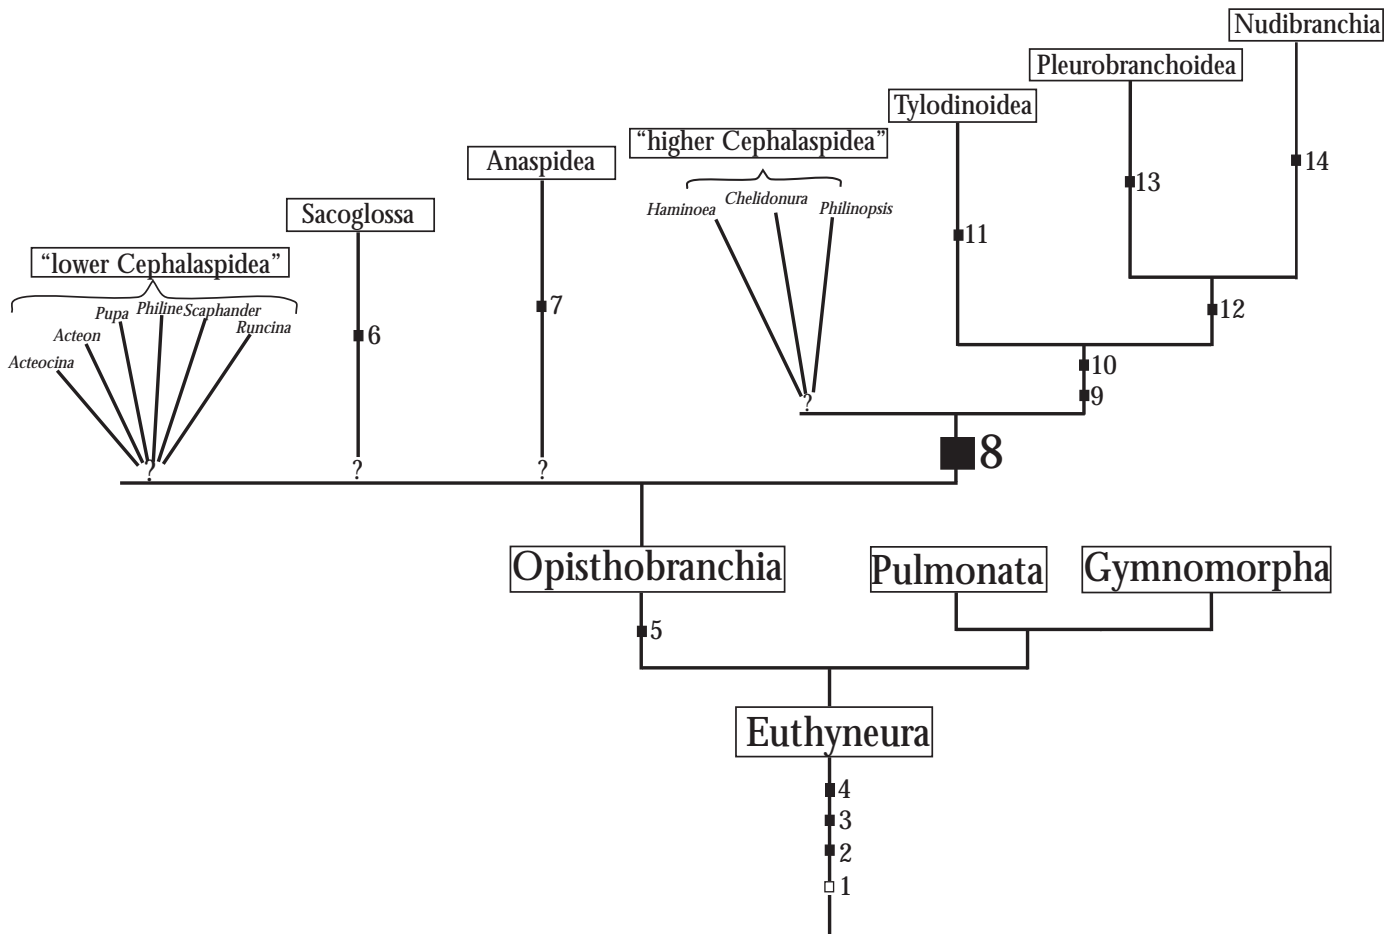 Nudibranchia
Pleurobranchoidea
Tylodinoidea
“higher Cephalaspidea”
Anaspidea
14
13
Haminoea
Chelidonura
Philinopsis
Sacoglossa
11
“lower Cephalaspidea”
Acteocina
Acteon
Pupa
Philine
Scaphander
Runcina
7
12
6
10
9
?
8
?
?
?
Opisthobranchia
Pulmonata
Gymnomorpha
5
Euthyneura
4
3
2
1